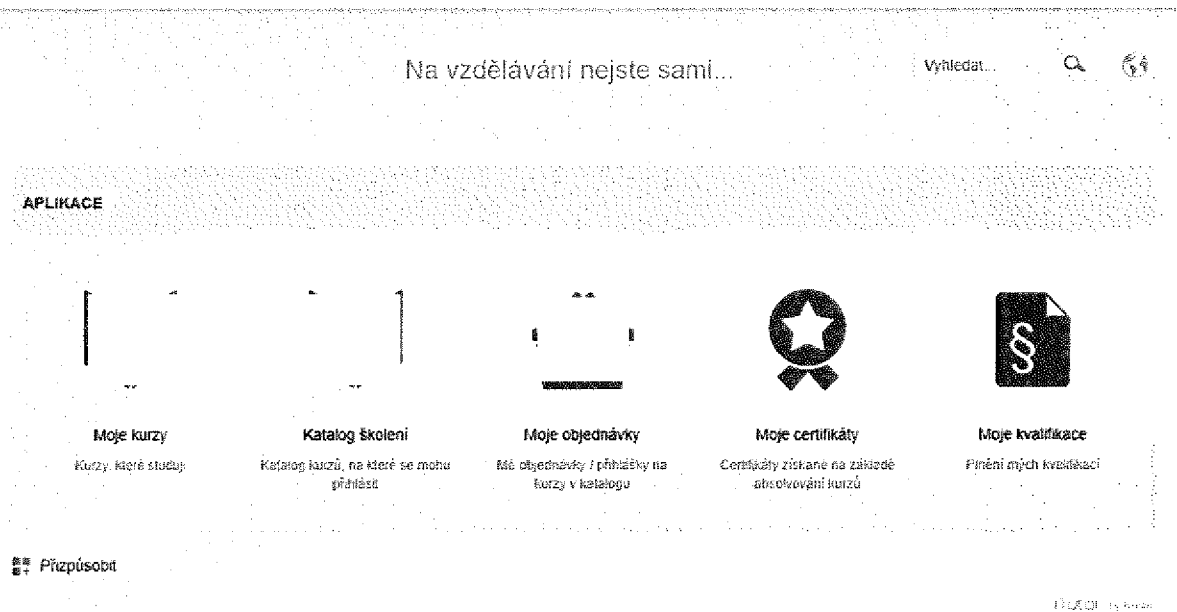 Na vzdělávání nejste sami...
Vyhledat...
APLIKACE
Moje kurzy
Kurzy, které studuji
Katalog školení
Katalog kurzů, na které se mohu
přihlásit
Moje objednávky
Mé objednávky / přihlášky na
kurzy v katalogu
Moje certifikáty
Certifikáty získané na základě
absolvování kurzů
Moje kvalifikace
Plnění mých kvalifikací
Přizpůsobit